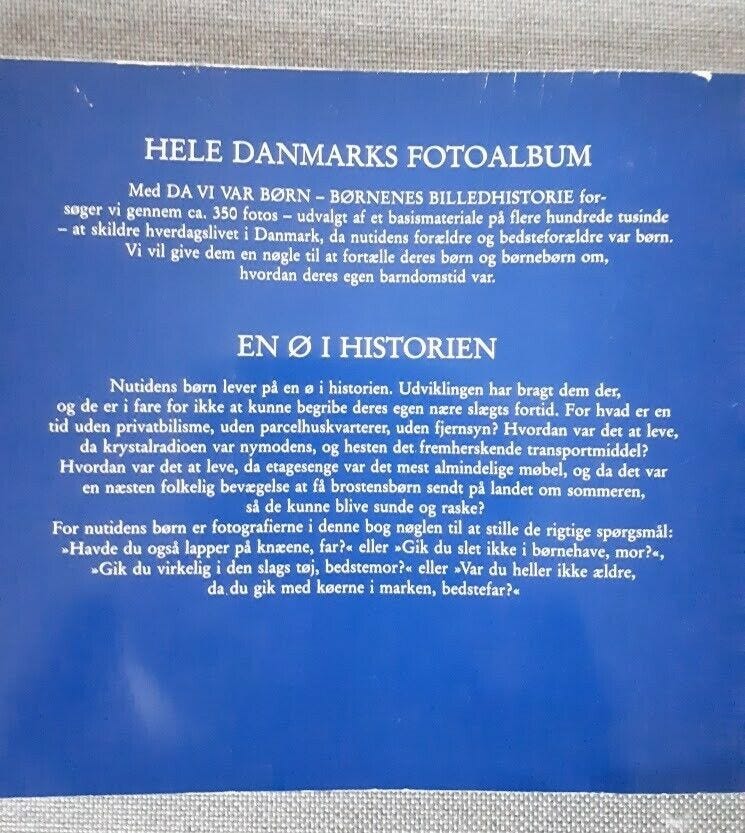 HELE DANMARKS FOTOALBUM
Med DA VI VAR BØRN – BØRNENES BILLEDHISTORIE for-
søger vi gennem ca. 350 fotos – udvalgt af et basismateriale på flere hundrede tusinde
– at skildre hverdagslivet i Danmark, da nutidens forældre og bedsteforældre var børn.
Vi vil give dem en nøgle til at fortælle deres børn og børnebørn om,
hvordan deres egen barndomstid var.
EN Ø I HISTORIEN
Nutidens børn lever på en ø i historien. Udviklingen har bragt dem der,
og de er i fare for ikke at kunne begribe deres egen nære slægts fortid. For hvad er en
tid uden privatbilisme, uden parcelhuskvarterer, uden fjernsyn? Hvordan var det at leve,
da krystalradioen var nymodens, og hesten det fremherskende transportmiddel?
Hvordan var det at leve, da etagesenge var det mest almindelige møbel, og da det var
en næsten folkelig bevægelse at få brostensbørn sendt på landet om sommeren,
så de kunne blive sunde og raske?
For nutidens børn er fotografierne i denne bog nøglen til at stille de rigtige spørgsmål:
»Havde du også lapper på knæene, far?« eller »Gik du slet ikke i børnehave, mor?«,
»Gik du virkelig i den slags tøj, bedstemor?« eller »Var du heller ikke ældre,
da du gik med køerne i marken, bedstefar?«